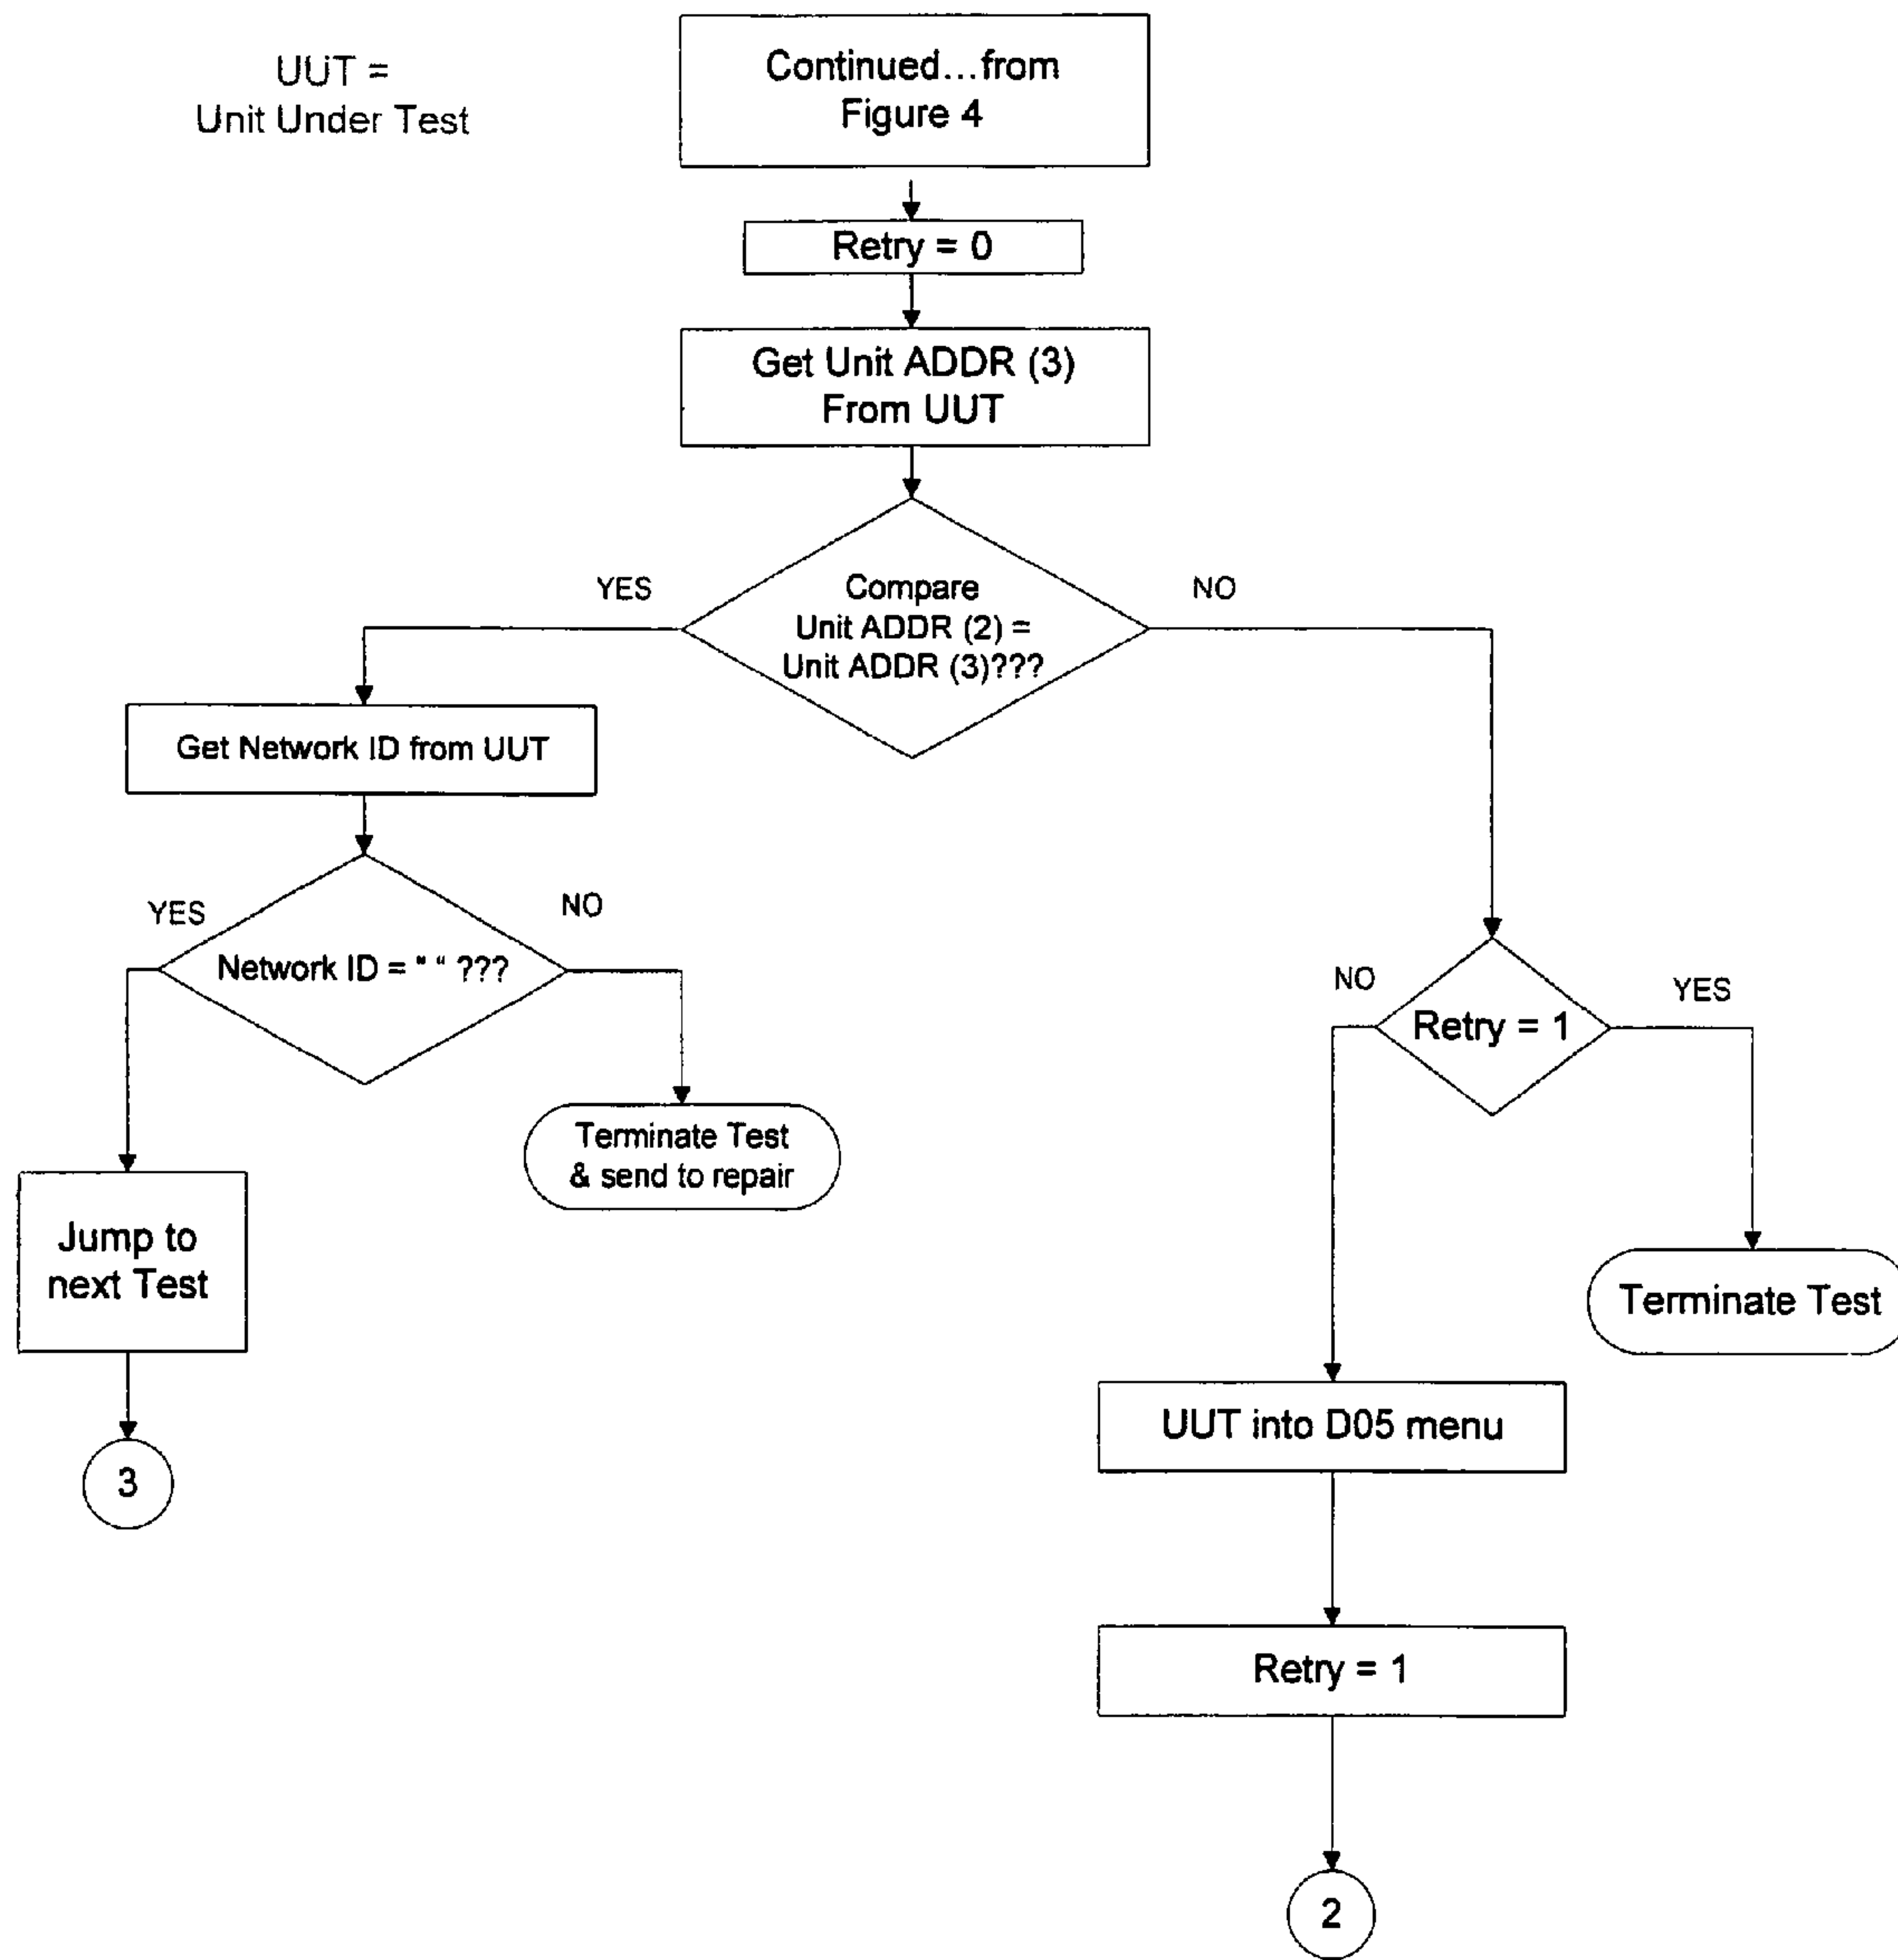 UUT =
Unit Under Test
Continued...from
Figure 4
Retry = 0
Get Unit ADDR (3)
From UUT
YES
Compare
Unit ADDR (2) =
Unit ADDR (3)???
NO
Get Network ID from UUT
YES
Network ID = " “ ???
NO
NO
Retry = 1
YES
Terminate Test
& send to repair
Jump to
next Test
Terminate Test
UUT into D05 menu
3
Retry = 1
2